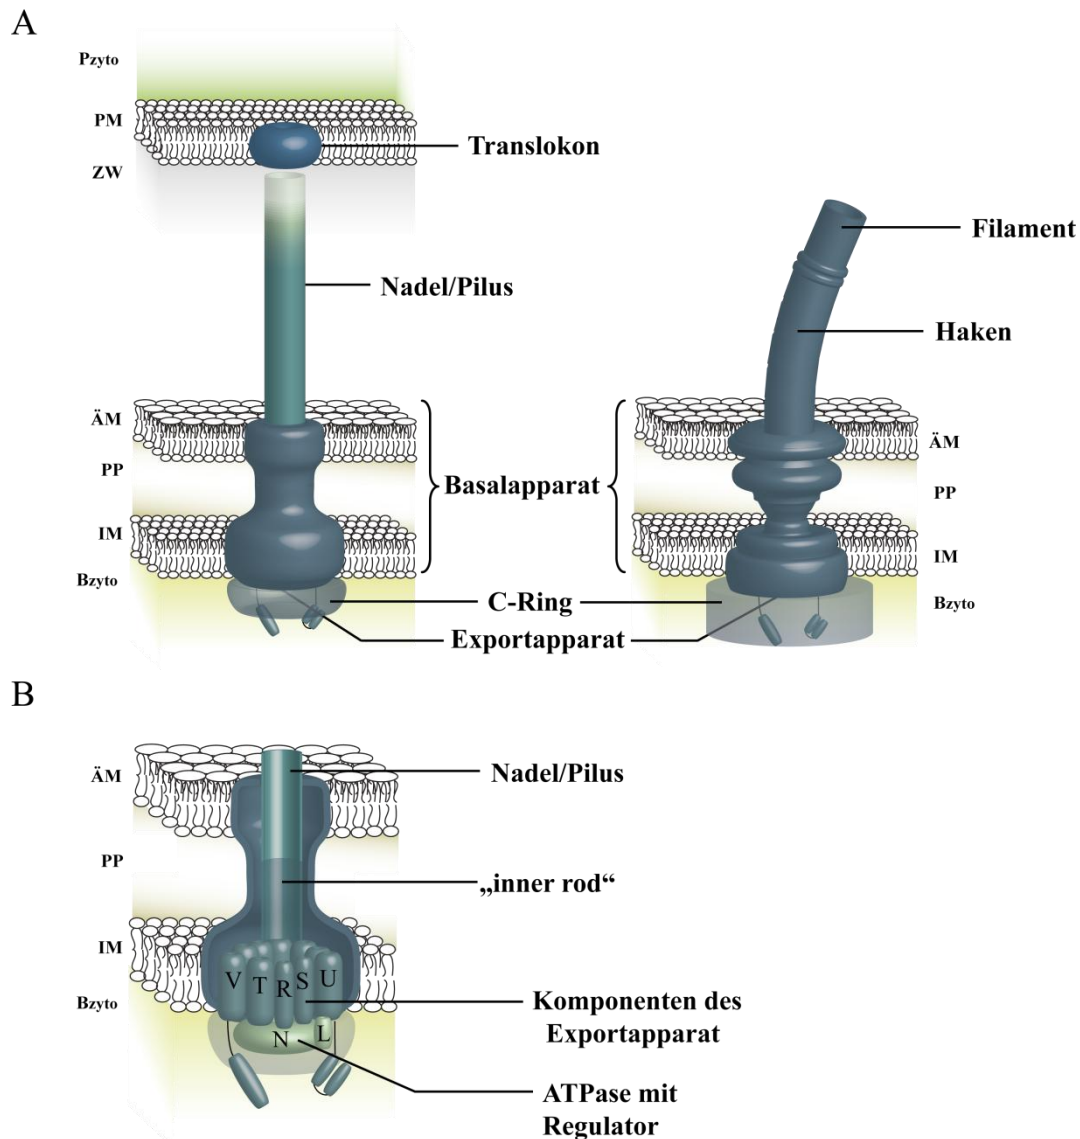 A
Pzyto
PM
ZW
Translokon
Nadel/Pilus
Filament
Haken
ÄM
PP
IM
Bzyto
Basalapparat
ÄM
PP
IM
Bzyto
C-Ring
Exportapparat
B
ÄM
PP
IM
Bzyto
Nadel/Pilus
„inner rod“
V T R S U
N L
Komponenten des
Exportapparat
ATPase mit
Regulator